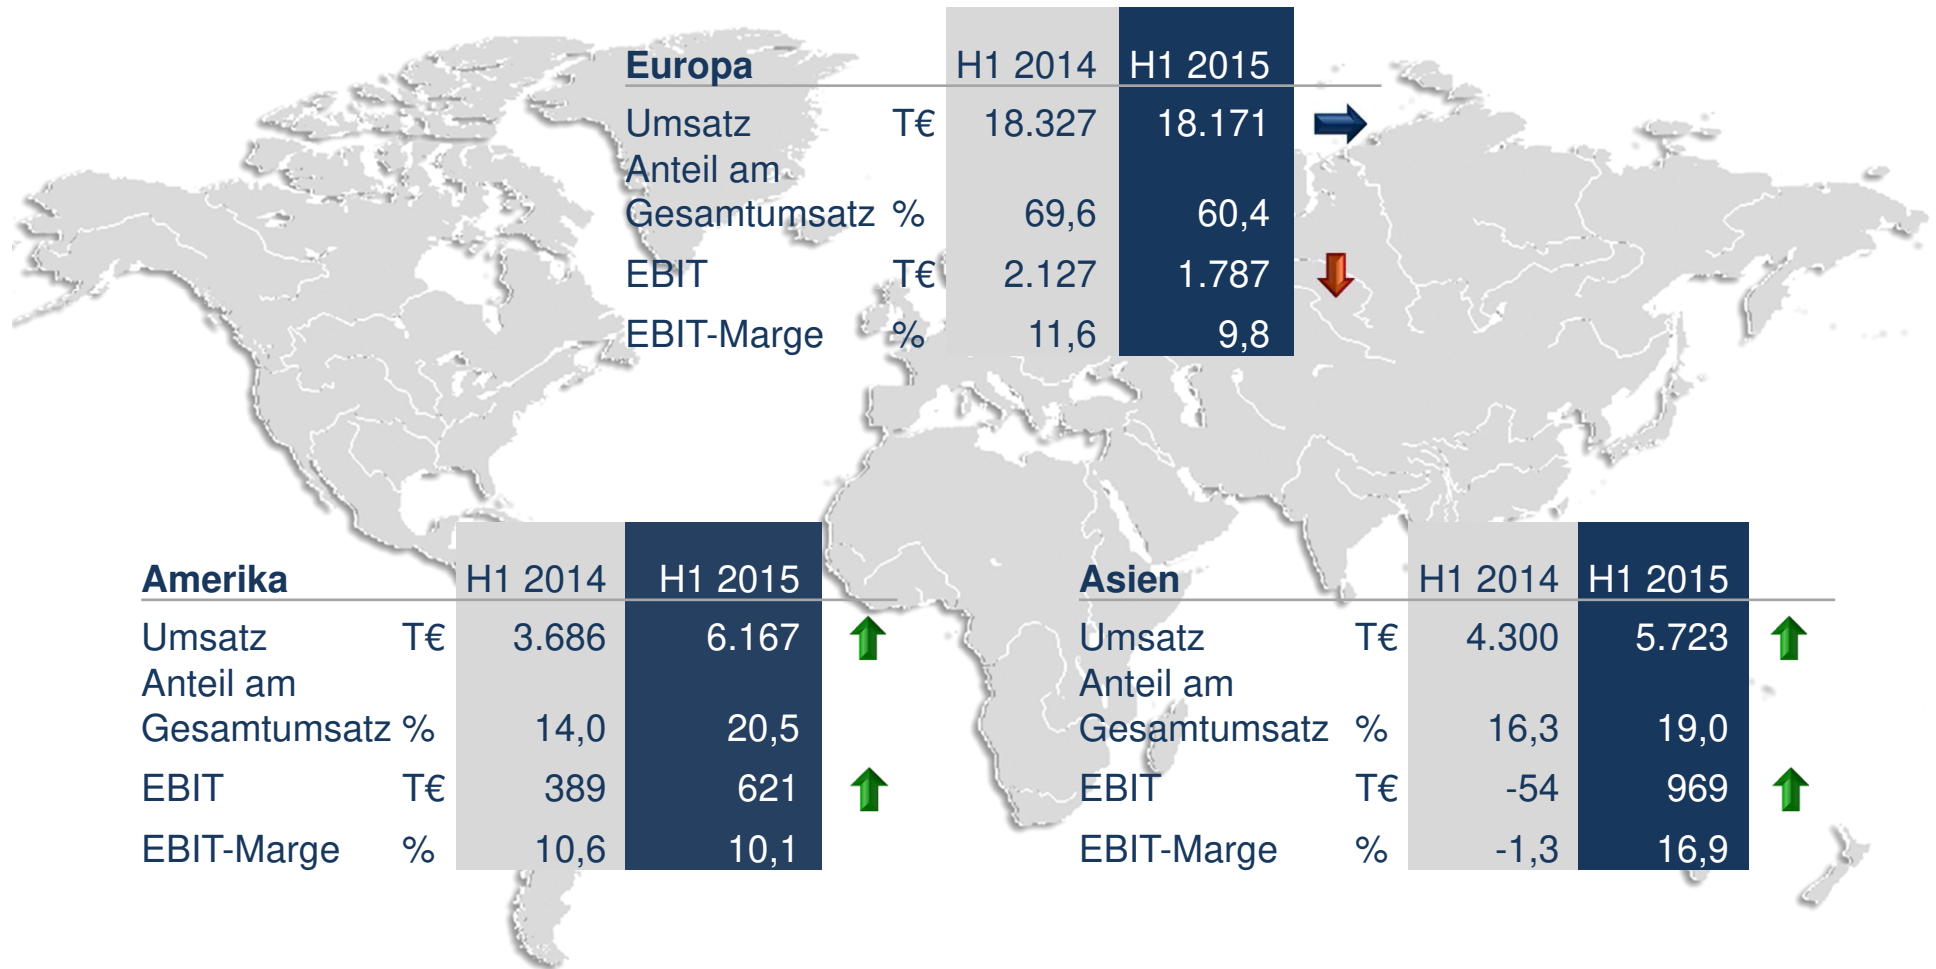 Europa H1 2014 H1 2015
Umsatz T€ 18.327 18.171
Anteil am
Gesamtumsatz % 69,6 60,4
EBIT T€ 2.127 1.787
EBIT-Marge % 11,6 9,8
Amerika H1 2014 H1 2015
Umsatz T€ 3.686 6.167
Anteil am
Gesamtumsatz % 14,0 20,5
EBIT T€ 389 621
EBIT-Marge % 10,6 10,1
Asien H1 2014 H1 2015
Umsatz T€ 4.300 5.723
Anteil am
Gesamtumsatz % 16,3 19,0
EBIT T€ -54 969
EBIT-Marge % -1,3 16,9